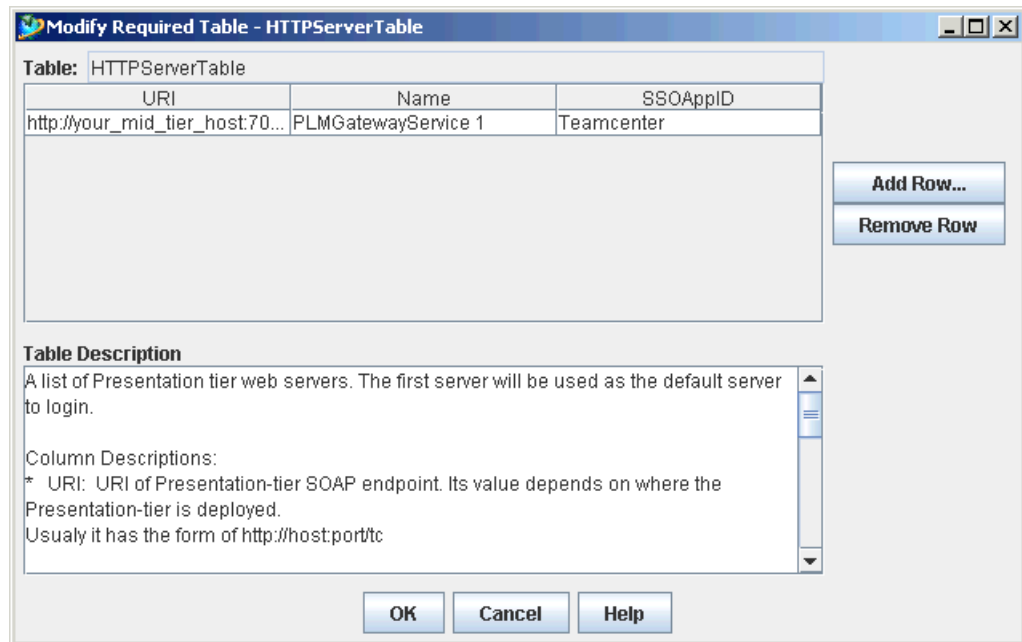 Modify Required Table - HTTPServerTable
Table: HTTPServerTable
URI Name SSOAppID
http://your_mid_tier_host:70... PLMGatewayService 1 Teamcenter
Add Row...
Remove Row
Table Description
A list of Presentation tier web servers. The first server will be used as the default server
to login.
Column Descriptions:
* URI: URI of Presentation-tier SOAP endpoint. Its value depends on where the
Presentation-tier is deployed.
Usualy it has the form of http://host:port/tc
OK Cancel Help